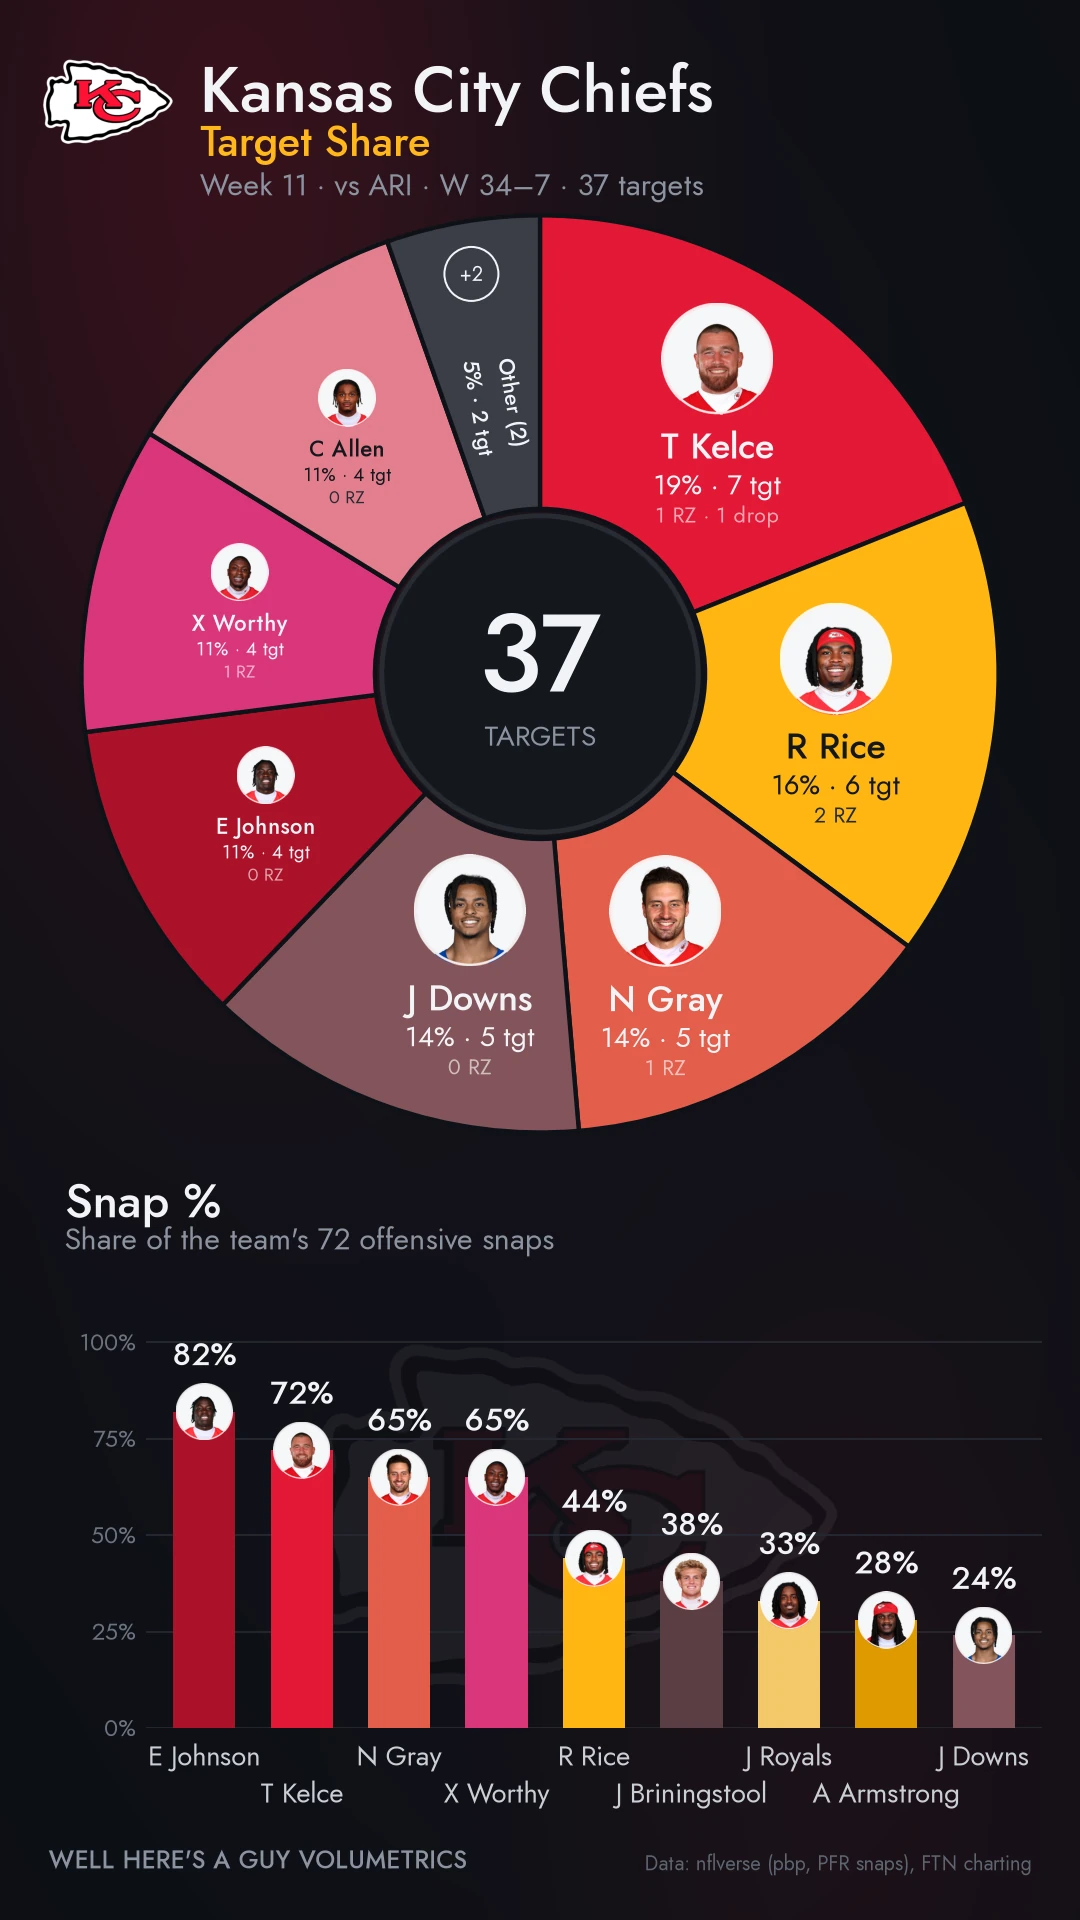 KC
Kansas City Chiefs
Target Share
Week 11 · vs ARI · W 34–7 · 37 targets
+2
Other (2)
5% · 2 tgt
T Kelce
19% · 7 tgt
1 RZ · 1 drop
C Allen
11% · 4 tgt
0 RZ
X Worthy
11% · 4 tgt
1 RZ
37
TARGETS
R Rice
16% · 6 tgt
2 RZ
E Johnson
11% · 4 tgt
0 RZ
J Downs
14% · 5 tgt
0 RZ
N Gray
14% · 5 tgt
1 RZ
Snap %
Share of the team's 72 offensive snaps
100%
75%
50%
25%
0%
82%
72%
65%
65%
44%
38%
33%
28%
24%
E Johnson
T Kelce
N Gray
X Worthy
R Rice
J Briningstool
J Royals
A Armstrong
J Downs
WELL HERE'S A GUY VOLUMETRICS
Data: nflverse (pbp, PFR snaps), FTN charting